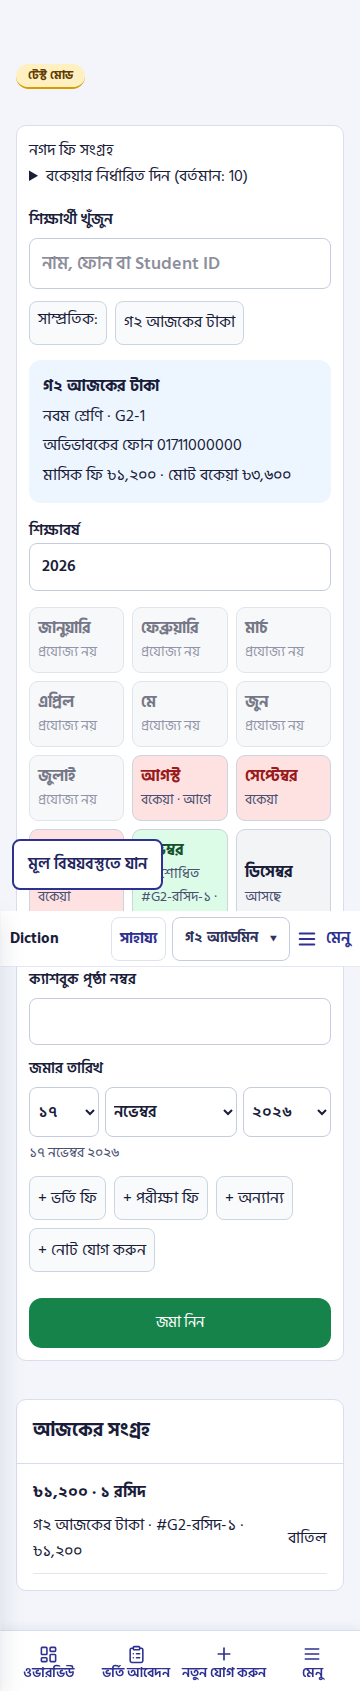 টেস্ট মোড
নগদ ফি সংগ্রহ
▶ বকেয়ার নির্ধারিত দিন (বর্তমান: 10)
শিক্ষার্থী খুঁজুন
নাম, ফোন বা Student ID
সাম্প্রতিক: গ২ আজকের টাকা
গ২ আজকের টাকা
নবম শ্রেণি · G2-1
অভিভাবকের ফোন 01711000000
মাসিক ফি ৳১,২০০ · মোট বকেয়া ৳৩,৬০০
শিক্ষাবর্ষ
2026
জানুয়ারি ফেব্রুয়ারি মার্চ
প্রযোজ্য নয় প্রযোজ্য নয় প্রযোজ্য নয়
এপ্রিল মে জুন
প্রযোজ্য নয় প্রযোজ্য নয় প্রযোজ্য নয়
জুলাই আগস্ট সেপ্টেম্বর
প্রযোজ্য নয় বকেয়া · আগে বকেয়া
মূল বিষয়বস্তুতে যান
ডিসেম্বর
বকেয়া #G2-রসিদ-১ · আসছে
Diction সাহায্য গ২ অ্যাডমিন ▾ মেনু
ক্যাশবুক পৃষ্ঠা নম্বর
জমার তারিখ
১৭ নভেম্বর ২০২৬
১৭ নভেম্বর ২০২৬
+ ভর্তি ফি + পরীক্ষা ফি + অন্যান্য
+ নোট যোগ করুন
জমা নিন
আজকের সংগ্রহ
৳১,২০০ · ১ রসিদ
গ২ আজকের টাকা · #G2-রসিদ-১ ·
৳১,২০০
বাতিল
ওভারভিউ ভর্তি আবেদন নতুন যোগ করুন মেনু